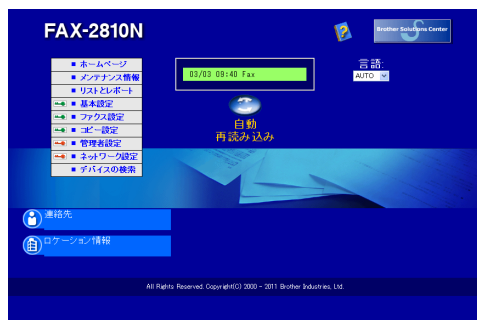 FAX-2810N
Brother Solutions Center
ホームページ
メンテナンス情報
リストとレポート
基本設定
ファクス設定
コピー設定
管理者設定
ネットワーク設定
デバイスの検索
03/03 09:40 Fax
言語:
AUTO
自動
再読み込み
連絡先
ロケーション情報
All Rights Reserved. Copyright(C) 2000 - 2011 Brother Industries, Ltd.